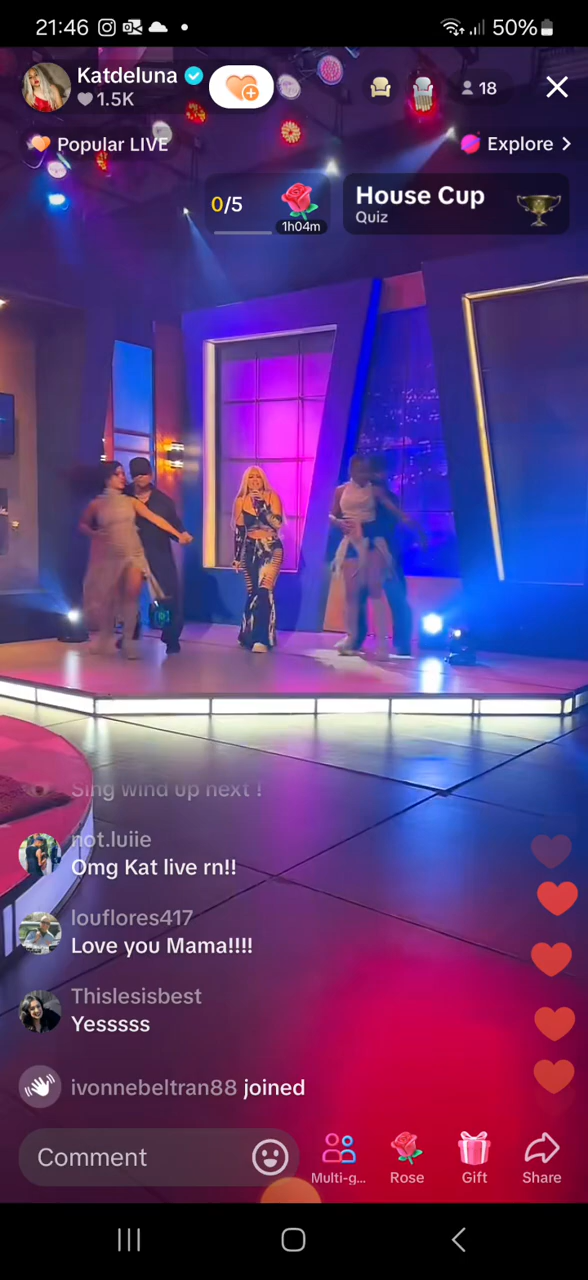 21:46
50%
Katdeluna
1.5K
18
Popular LIVE
Explore
0/5
1h04m
House Cup
Quiz
Sing wind up next !
not.luiie
Omg Kat live rn!!
louflores417
Love you Mama!!!!
Thislesisbest
Yesssss
ivonnebeltran88 joined
Comment
Multi-g...
Rose
Gift
Share